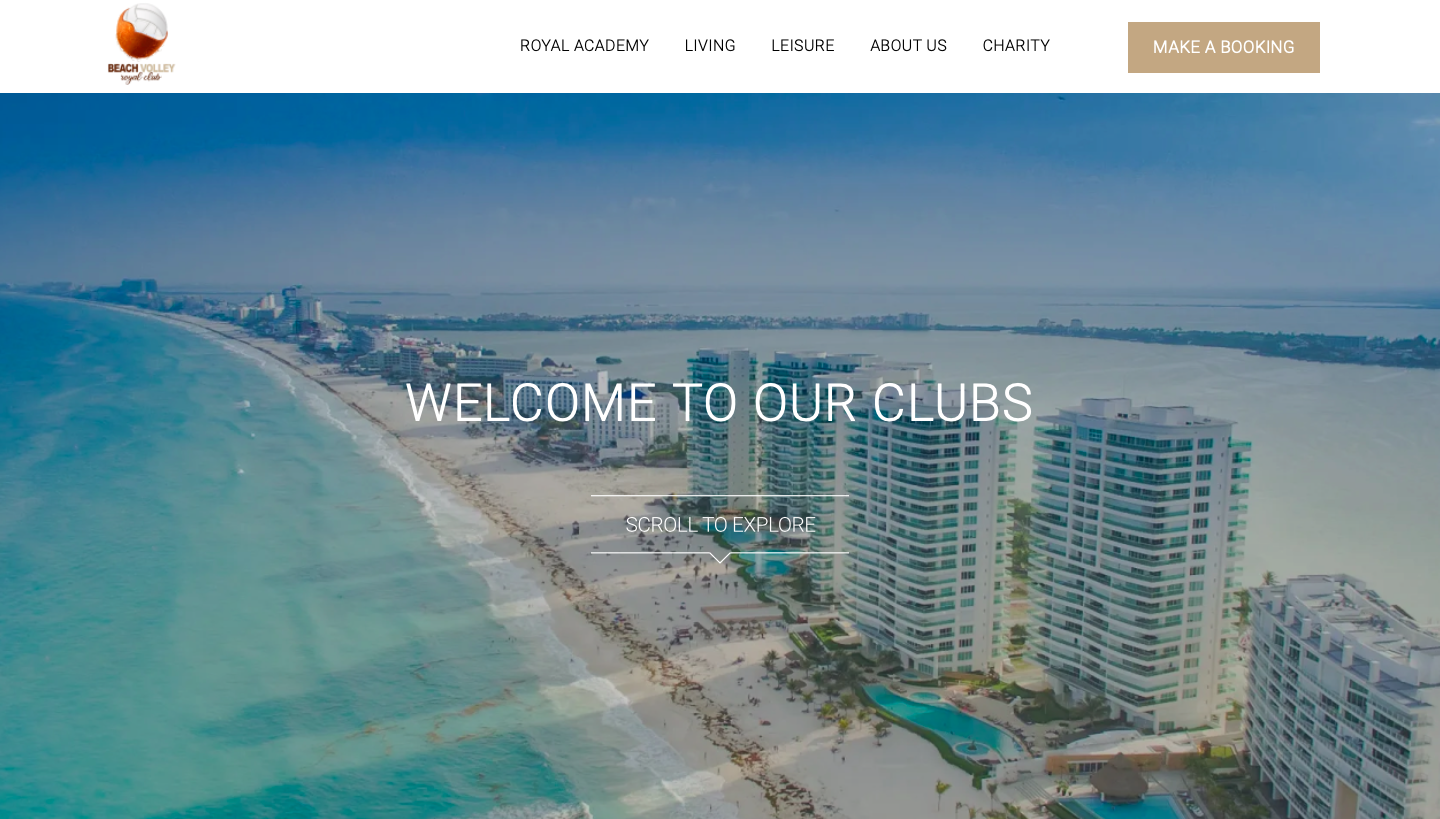 BEACH VOLLEY
royal club
ROYAL ACADEMY
LIVING
LEISURE
ABOUT US
CHARITY
MAKE A BOOKING
WELCOME TO OUR CLUBS
SCROLL TO EXPLORE